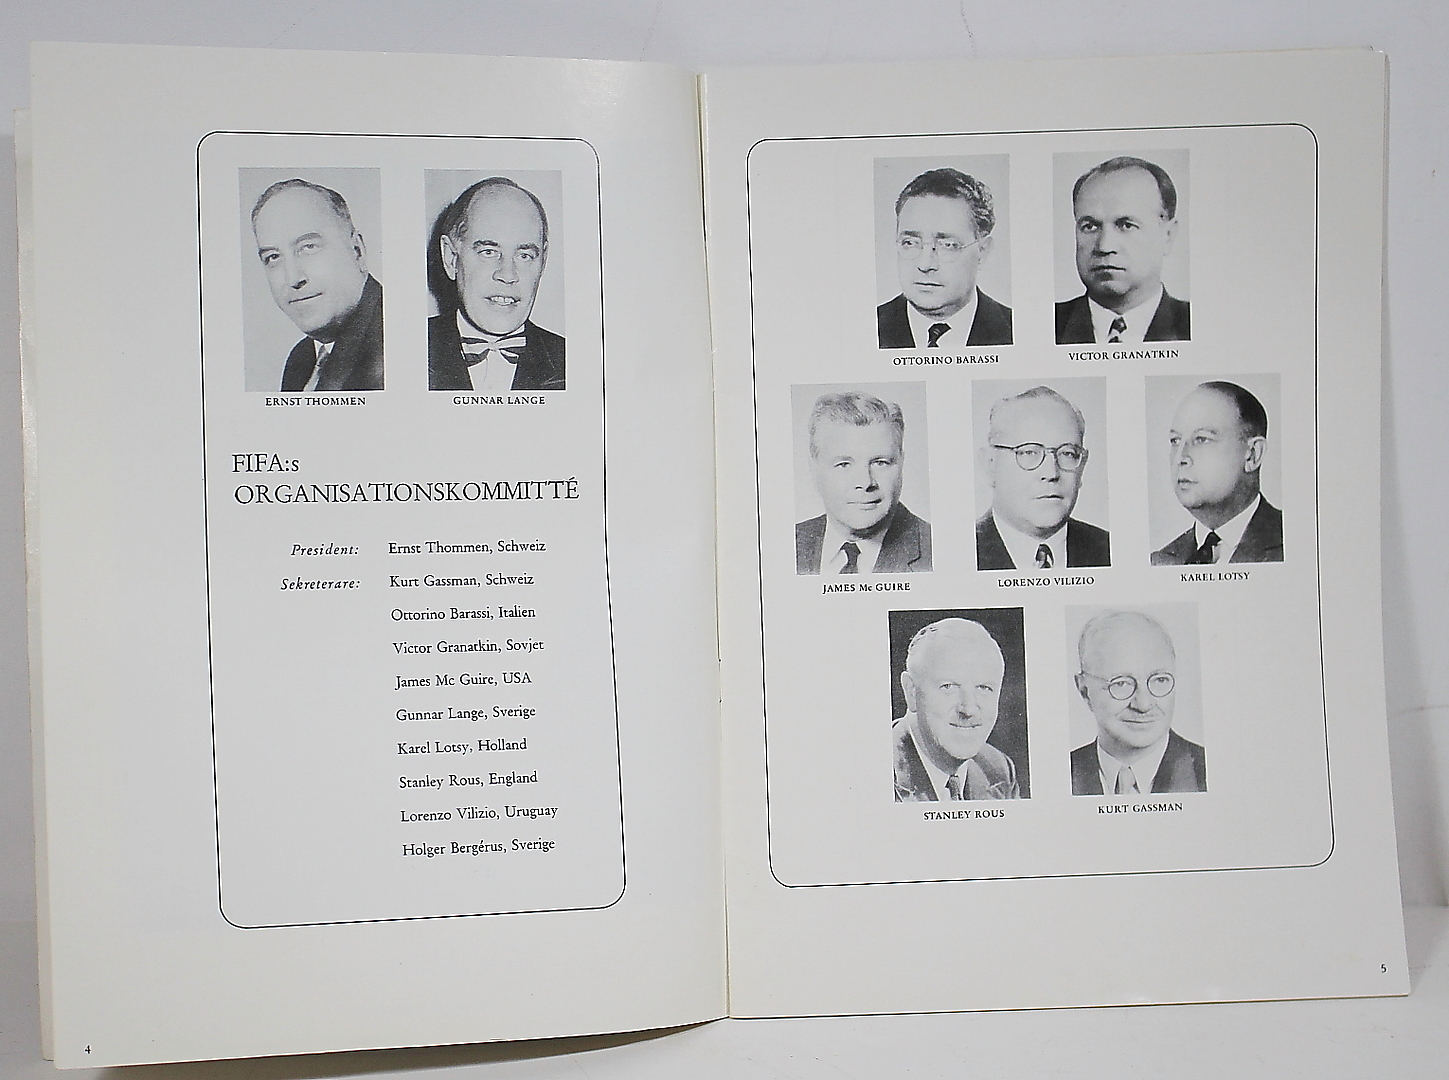 ERNST THOMMEN
GUNNAR LANGE
FIFA:s
ORGANISATIONSKOMMITTÉ
President: Ernst Thommen, Schweiz
Sekreterare: Kurt Gassman, Schweiz
Ottorino Barassi, Italien
Victor Granatkin, Sovjet
James Mc Guire, USA
Gunnar Lange, Sverige
Karel Lotsy, Holland
Stanley Rous, England
Lorenzo Vilizio, Uruguay
Holger Bergérus, Sverige
4
OTTORINO BARASSI
VICTOR GRANATKIN
JAMES Mc GUIRE
LORENZO VILIZIO
KAREL LOTSY
STANLEY ROUS
KURT GASSMAN
5